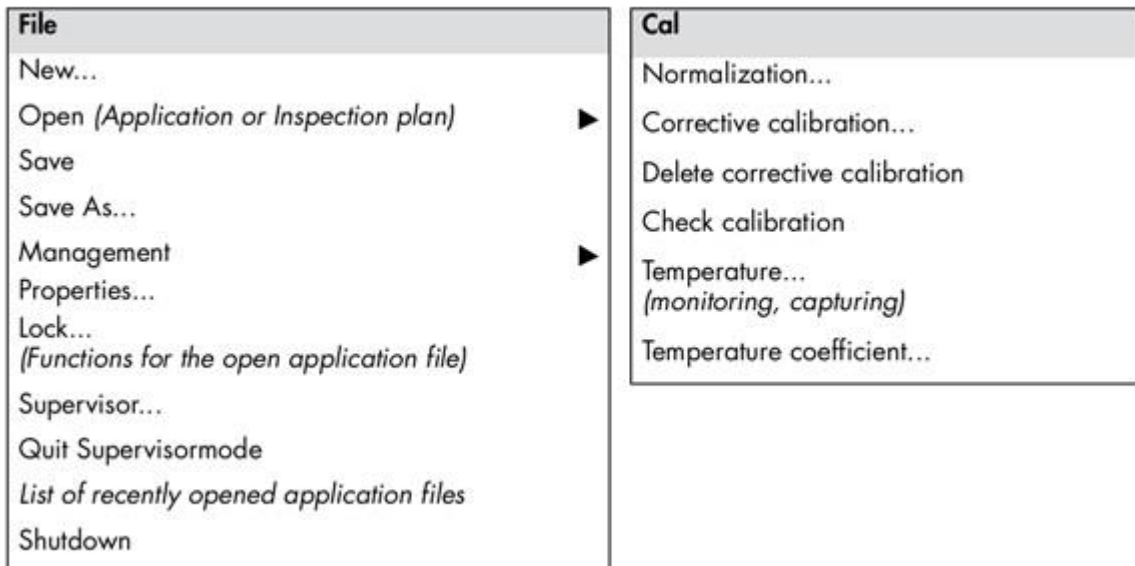 File
New...
Open (Application or Inspection plan)
Save
Save As...
Management
Properties...
Lock...
(Functions for the open application file)
Supervisor...
Quit Supervisormode
List of recently opened application files
Shutdown
Cal
Normalization...
Corrective calibration...
Delete corrective calibration
Check calibration
Temperature...
(monitoring, capturing)
Temperature coefficient...